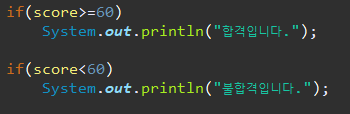 if(score>=60)
System.out.println("합격입니다.");
if(score<60)
System.out.println("불합격입니다.");